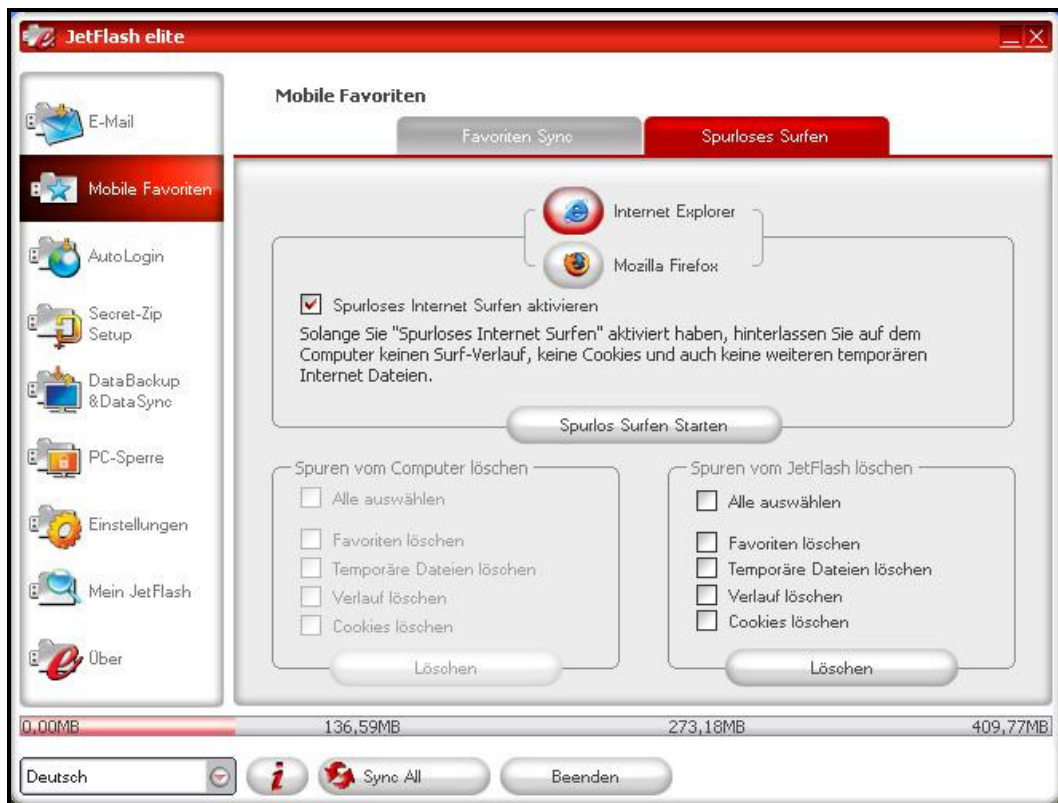 JetFlash elite
E-Mail
Mobile Favoriten
AutoLogin
Secret-Zip
Setup
DataBackup
&DataSync
PC-Sperre
Einstellungen
Mein JetFlash
Über
Mobile Favoriten
Favoriten Sync
Spurloses Surfen
Internet Explorer
Mozilla Firefox
Spurloses Internet Surfen aktivieren
Solange Sie "Spurloses Internet Surfen" aktiviert haben, hinterlassen Sie auf dem
Computer keinen Surf-Verlauf, keine Cookies und auch keine weiteren temporären
Internet Dateien.
Spurlos Surfen Starten
Spuren vom Computer löschen
Alle auswählen
Favoriten löschen
Temporäre Dateien löschen
Verlauf löschen
Cookies löschen
Löschen
Spuren vom JetFlash löschen
Alle auswählen
Favoriten löschen
Temporäre Dateien löschen
Verlauf löschen
Cookies löschen
Löschen
0,00MB 136,59MB 273,18MB 409,77MB
Deutsch
i
Sync All
Beenden